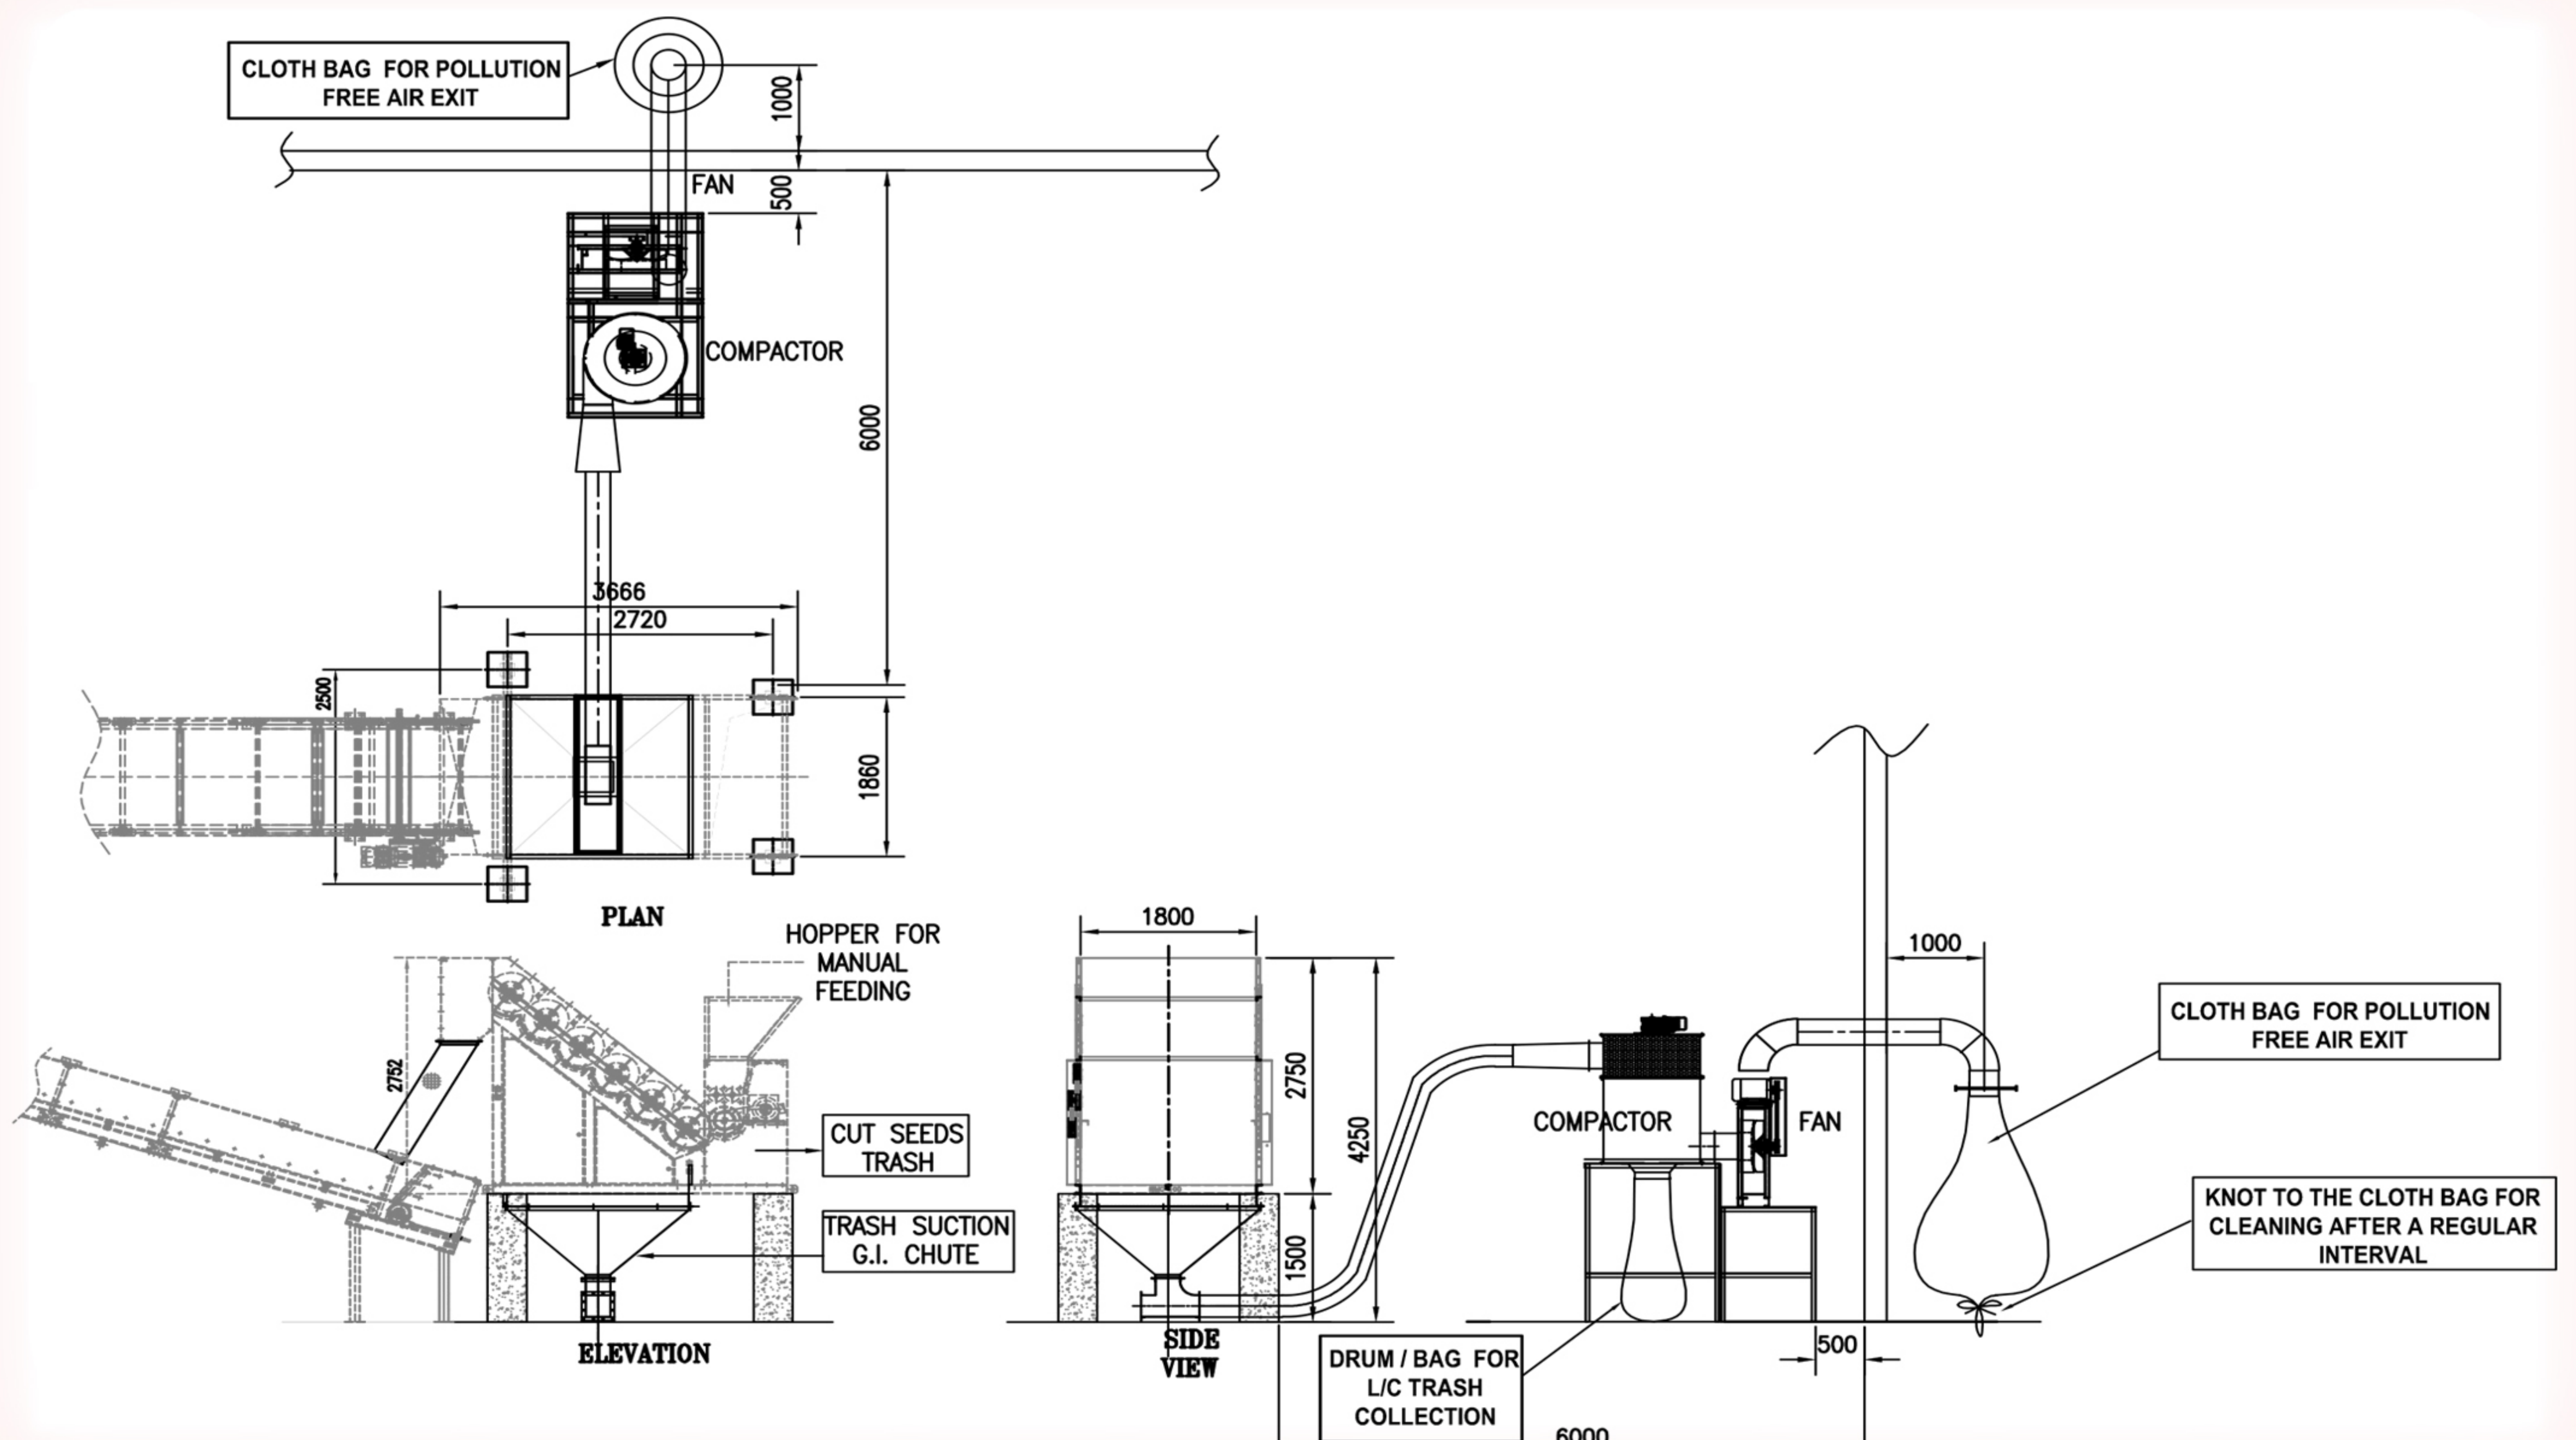 CLOTH BAG FOR POLLUTION
FREE AIR EXIT
1000
FAN
500
COMPACTOR
6000
3666
2720
2500
1860
PLAN
HOPPER FOR
MANUAL
FEEDING
2752
CUT SEEDS
TRASH
TRASH SUCTION
G.I. CHUTE
ELEVATION
1800
2750
4250
1500
SIDE
VIEW
COMPACTOR
FAN
1000
CLOTH BAG FOR POLLUTION
FREE AIR EXIT
KNOT TO THE CLOTH BAG FOR
CLEANING AFTER A REGULAR
INTERVAL
500
DRUM / BAG FOR
L/C TRASH
COLLECTION
6000